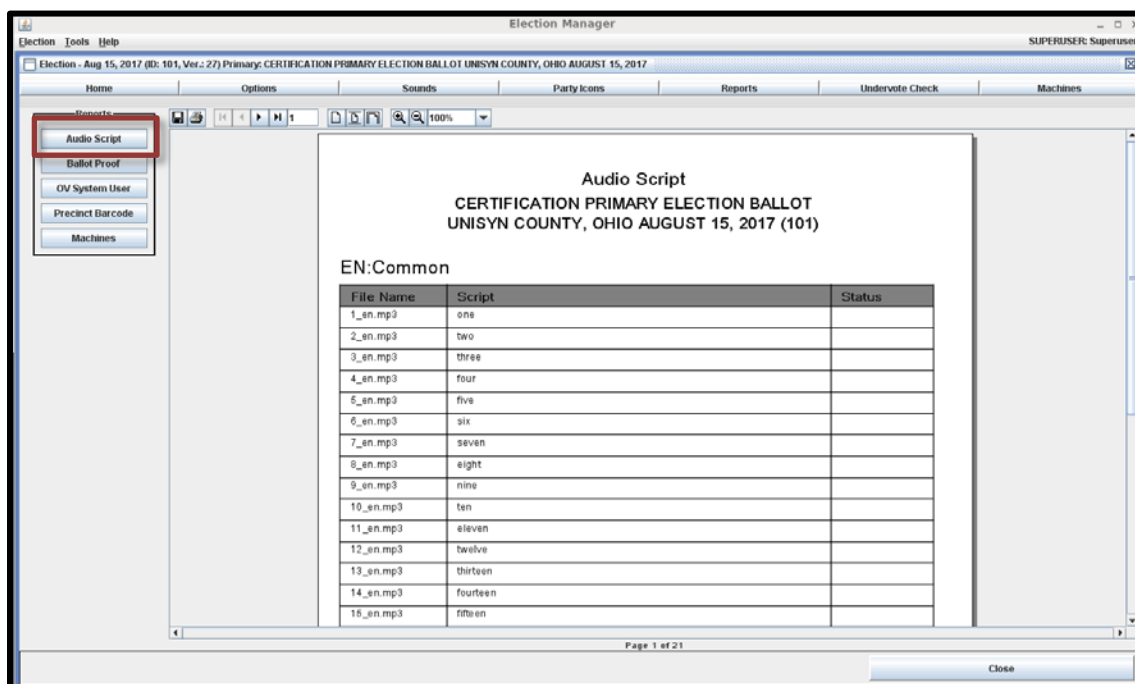 Election Manager
Election Tools Help SUPERUSER: Superuser
Election - Aug 15, 2017 (ID: 101, Ver.: 27) Primary: CERTIFICATION PRIMARY ELECTION BALLOT UNISYN COUNTY, OHIO AUGUST 15, 2017
Home Options Sounds Party Icons Reports Undervote Check Machines
Reports
1 100%
Audio Script
Ballot Proof
OV System User
Precinct Barcode
Machines
Audio Script
CERTIFICATION PRIMARY ELECTION BALLOT
UNISYN COUNTY, OHIO AUGUST 15, 2017 (101)
EN:Common
File Name Script Status
1_en.mp3 one
2_en.mp3 two
3_en.mp3 three
4_en.mp3 four
5_en.mp3 five
6_en.mp3 six
7_en.mp3 seven
8_en.mp3 eight
9_en.mp3 nine
10_en.mp3 ten
11_en.mp3 eleven
12_en.mp3 twelve
13_en.mp3 thirteen
14_en.mp3 fourteen
15_en.mp3 fifteen
Page 1 of 21
Close